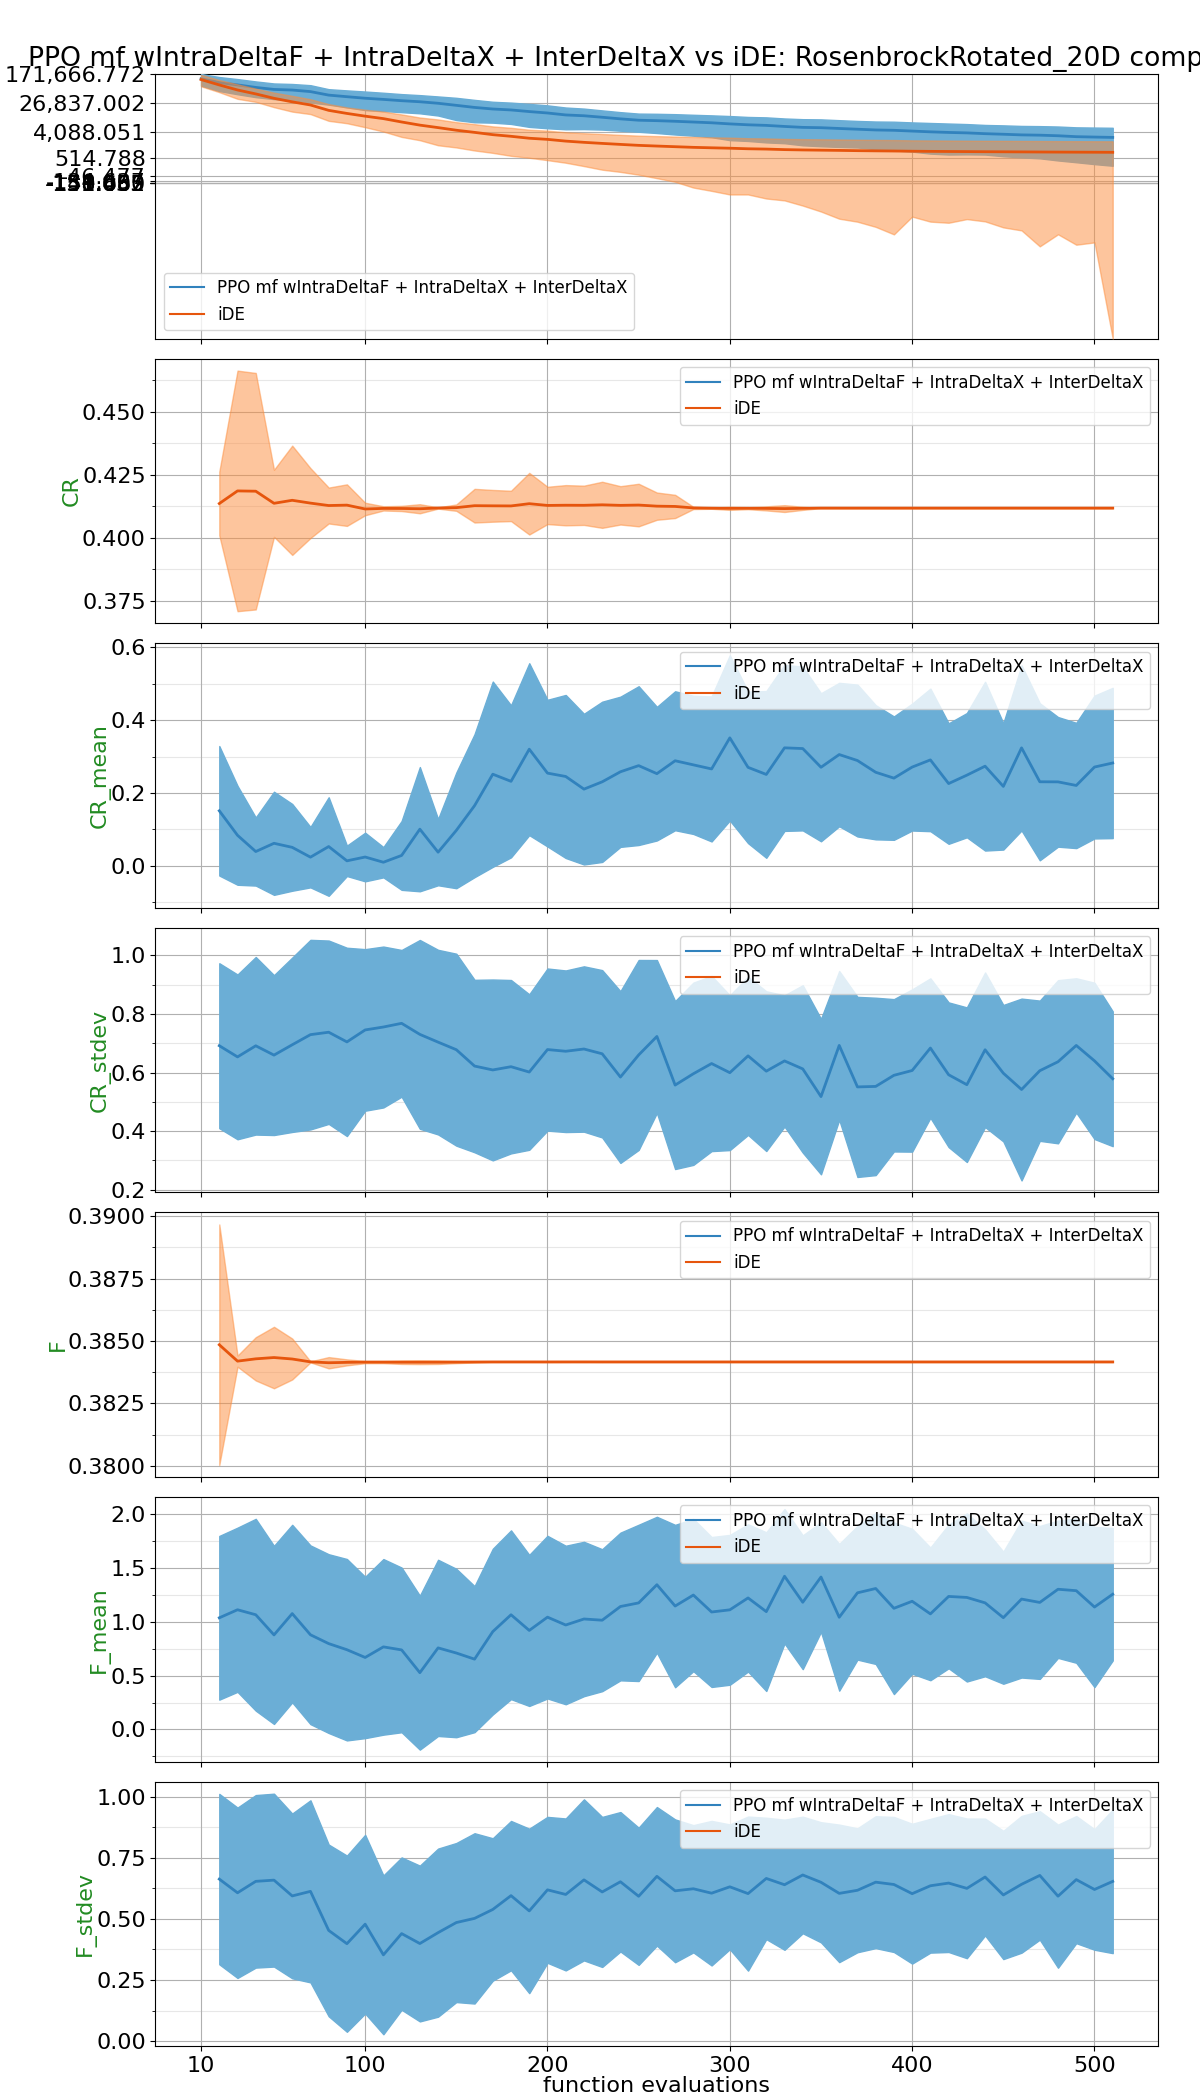 PPO mf wIntraDeltaF + IntraDeltaX + InterDeltaX vs iDE: RosenbrockRotated_20D comp
171,666.772
26,837.002
4,088.051
514.788
PPO mf wIntraDeltaF + IntraDeltaX + InterDeltaX
iDE
CR
0.450
0.425
0.400
0.375
PPO mf wIntraDeltaF + IntraDeltaX + InterDeltaX
iDE
CR_mean
0.6
0.4
0.2
0.0
PPO mf wIntraDeltaF + IntraDeltaX + InterDeltaX
iDE
CR_stdev
1.0
0.8
0.6
0.4
0.2
PPO mf wIntraDeltaF + IntraDeltaX + InterDeltaX
iDE
F
0.3900
0.3875
0.3850
0.3825
0.3800
PPO mf wIntraDeltaF + IntraDeltaX + InterDeltaX
iDE
F_mean
2.0
1.5
1.0
0.5
0.0
PPO mf wIntraDeltaF + IntraDeltaX + InterDeltaX
iDE
F_stdev
1.00
0.75
0.50
0.25
0.00
PPO mf wIntraDeltaF + IntraDeltaX + InterDeltaX
iDE
10 100 200 300 400 500
function evaluations